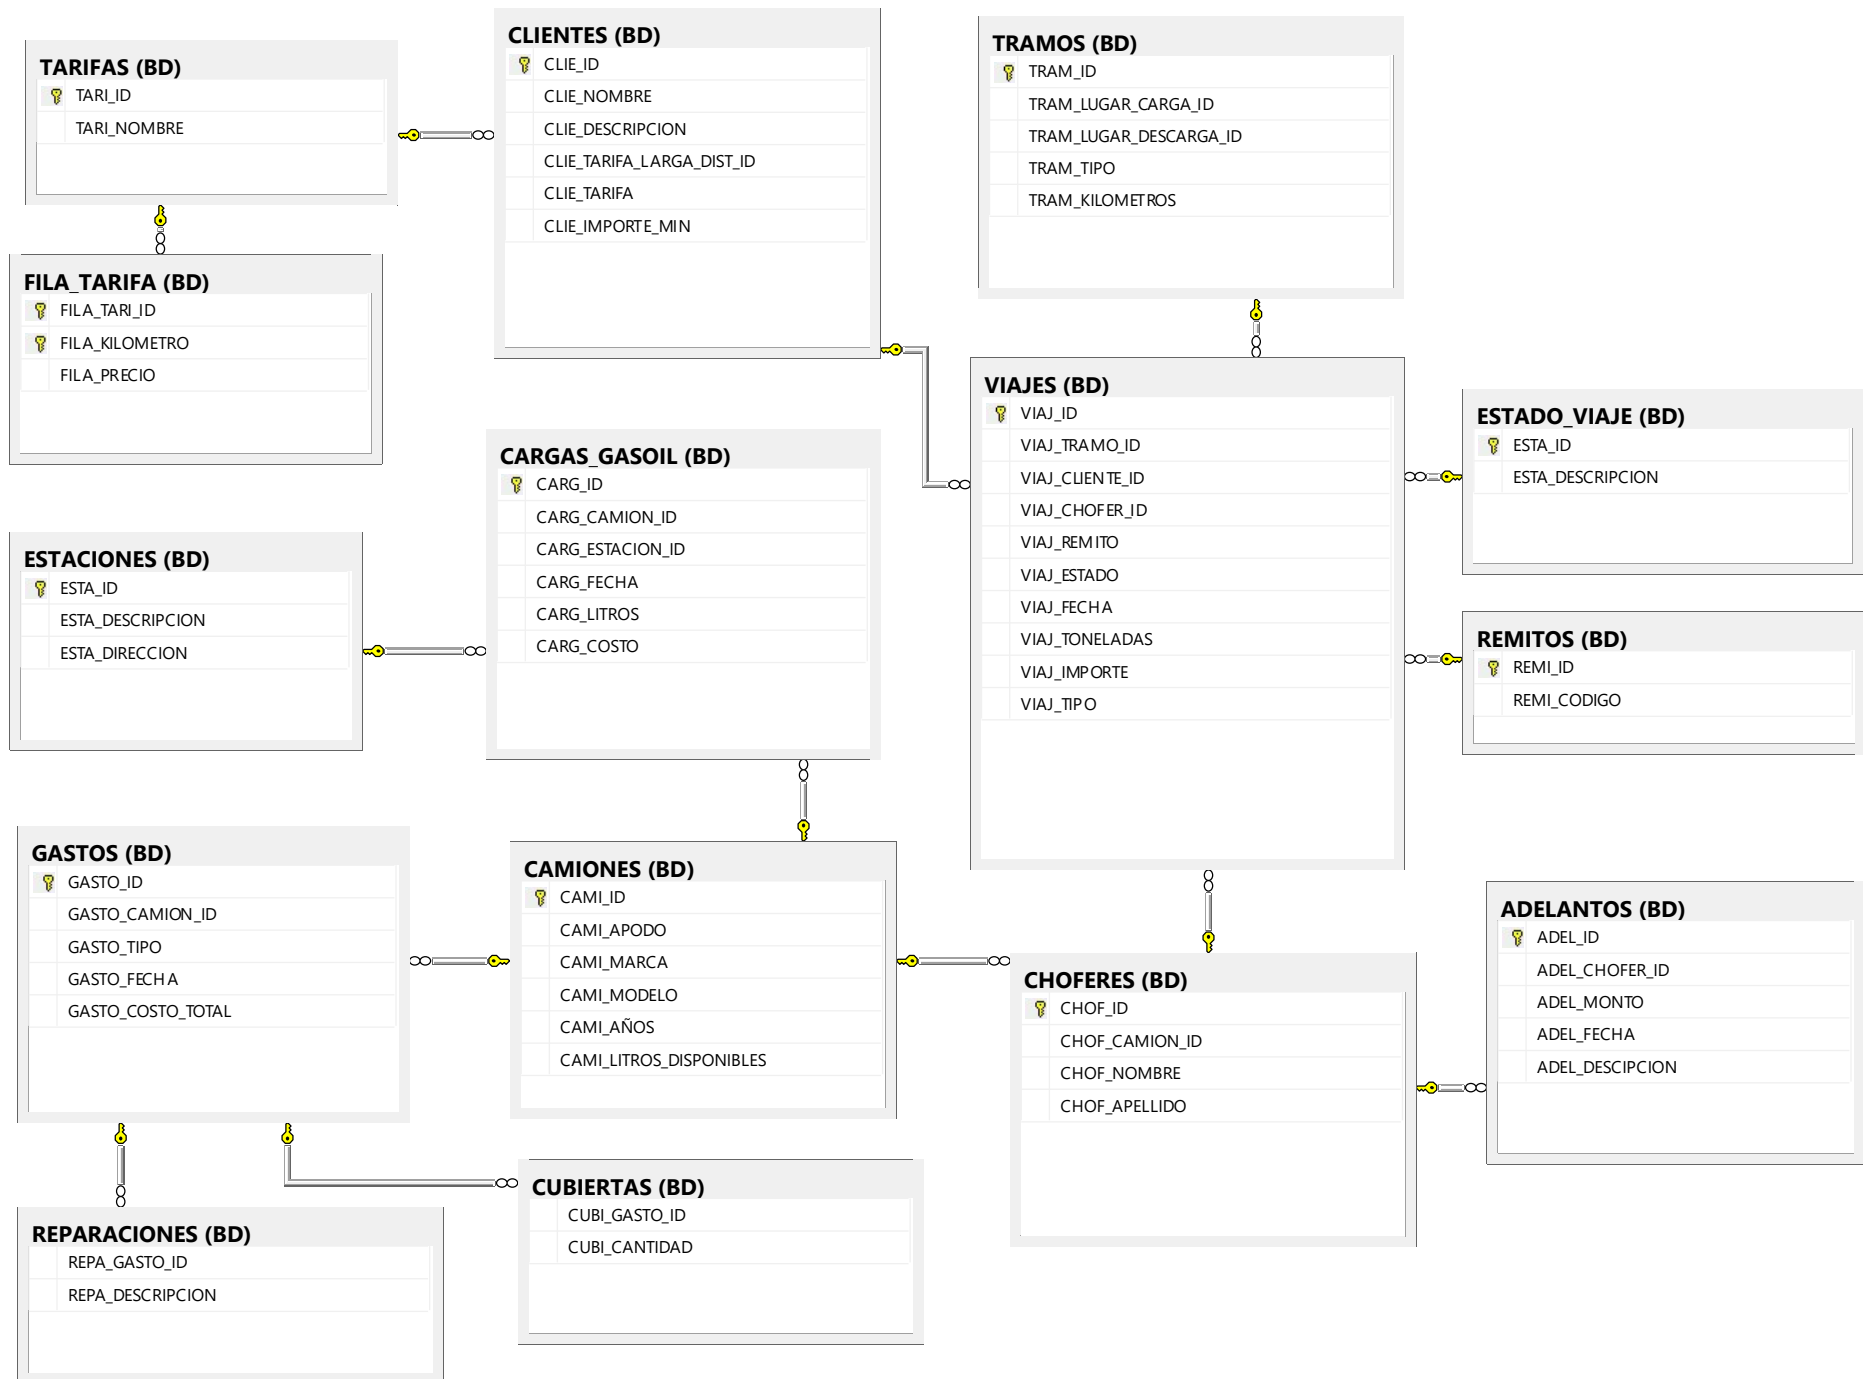 TARIFAS (BD)
TARI_ID
TARI_NOMBRE
CLIENTES (BD)
CLIE_ID
CLIE_NOMBRE
CLIE_DESCRIPCION
CLIE_TARIFA_LARGA_DIST_ID
CLIE_TARIFA
CLIE_IMPORTE_MIN
TRAMOS (BD)
TRAM_ID
TRAM_LUGAR_CARGA_ID
TRAM_LUGAR_DESCARGA_ID
TRAM_TIPO
TRAM_KILOMETROS
FILA_TARIFA (BD)
FILA_TARI_ID
FILA_KILOMETRO
FILA_PRECIO
CARGAS_GASOIL (BD)
CARG_ID
CARG_CAMION_ID
CARG_ESTACION_ID
CARG_FECHA
CARG_LITROS
CARG_COSTO
VIAJES (BD)
VIAJ_ID
VIAJ_TRAMO_ID
VIAJ_CLIENTE_ID
VIAJ_CHOFER_ID
VIAJ_REMITO
VIAJ_ESTADO
VIAJ_FECHA
VIAJ_TONELADAS
VIAJ_IMPORTE
VIAJ_TIPO
ESTADO_VIAJE (BD)
ESTA_ID
ESTA_DESCRIPCION
ESTACIONES (BD)
ESTA_ID
ESTA_DESCRIPCION
ESTA_DIRECCION
REMITOS (BD)
REMI_ID
REMI_CODIGO
GASTOS (BD)
GASTO_ID
GASTO_CAMION_ID
GASTO_TIPO
GASTO_FECHA
GASTO_COSTO_TOTAL
CAMIONES (BD)
CAMI_ID
CAMI_APODO
CAMI_MARCA
CAMI_MODELO
CAMI_AÑOS
CAMI_LITROS_DISPONIBLES
CHOFERES (BD)
CHOF_ID
CHOF_CAMION_ID
CHOF_NOMBRE
CHOF_APELLIDO
ADELANTOS (BD)
ADEL_ID
ADEL_CHOFER_ID
ADEL_MONTO
ADEL_FECHA
ADEL_DESCIPCION
REPARACIONES (BD)
REPA_GASTO_ID
REPA_DESCRIPCION
CUBIERTAS (BD)
CUBI_GASTO_ID
CUBI_CANTIDAD